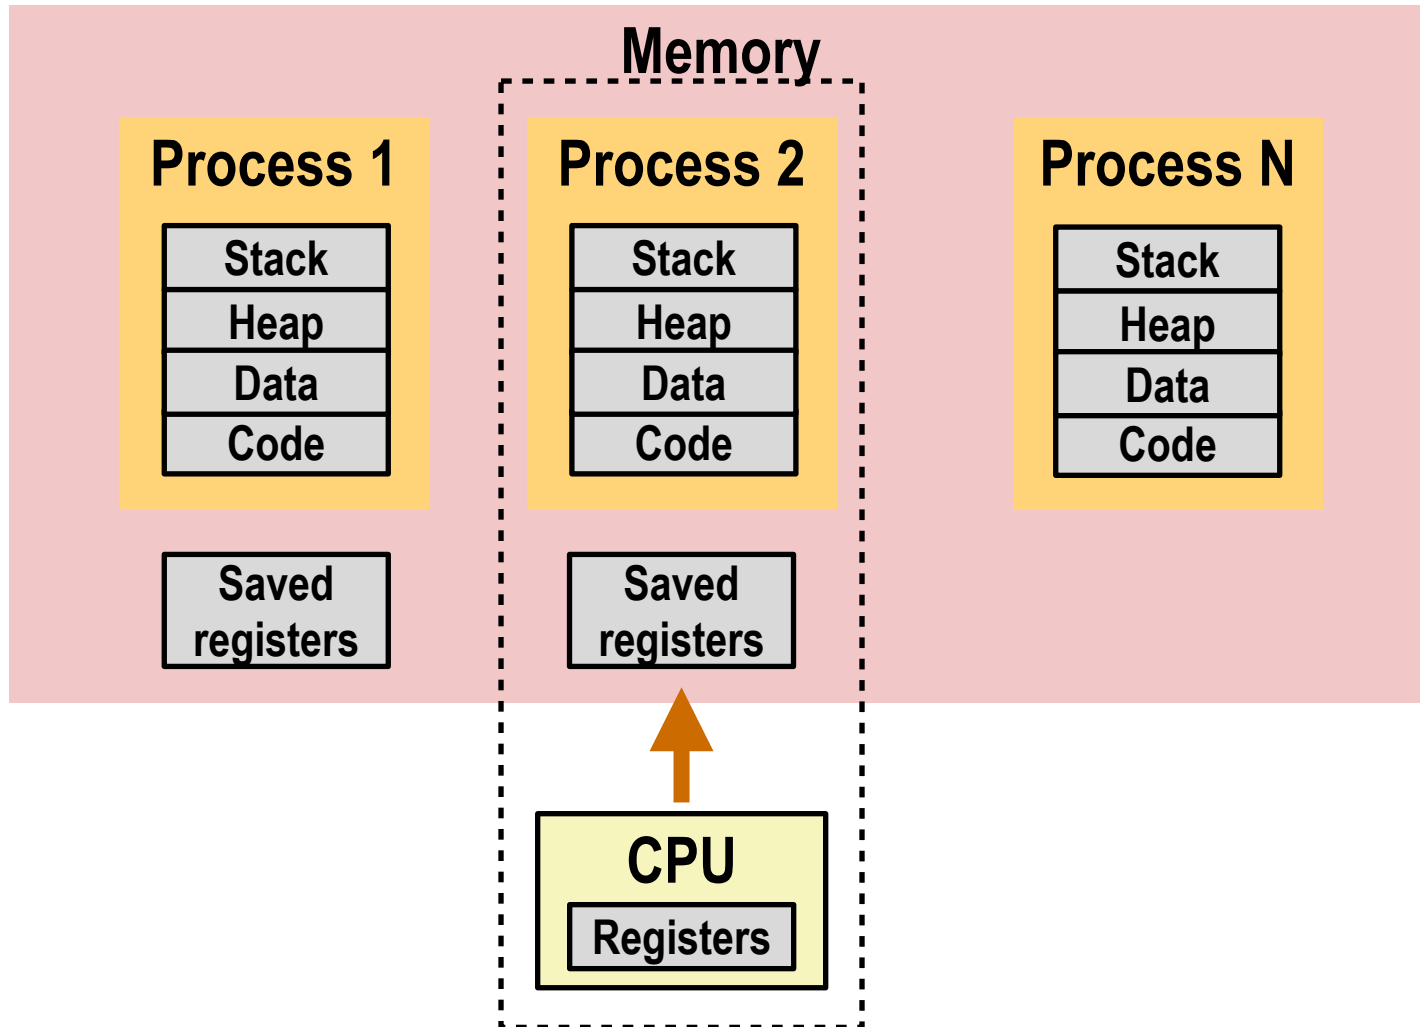 Memory
Process 1
Stack
Heap
Data
Code
Saved
registers
Process 2
Stack
Heap
Data
Code
Saved
registers
Process N
Stack
Heap
Data
Code
CPU
Registers